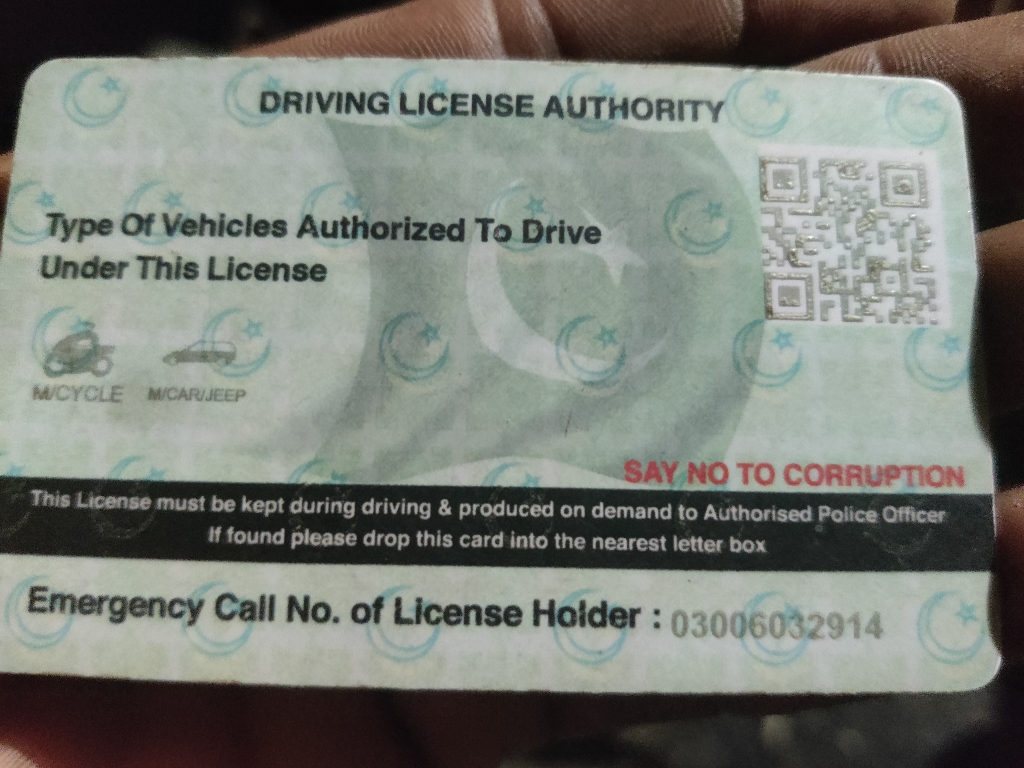 DRIVING LICENSE AUTHORITY
Type Of Vehicles Authorized To Drive
Under This License
M/CYCLE M/CAR/JEEP
SAY NO TO CORRUPTION
This License must be kept during driving & produced on demand to Authorised Police Officer
If found please drop this card into the nearest letter box
Emergency Call No. of License Holder : 03006032914